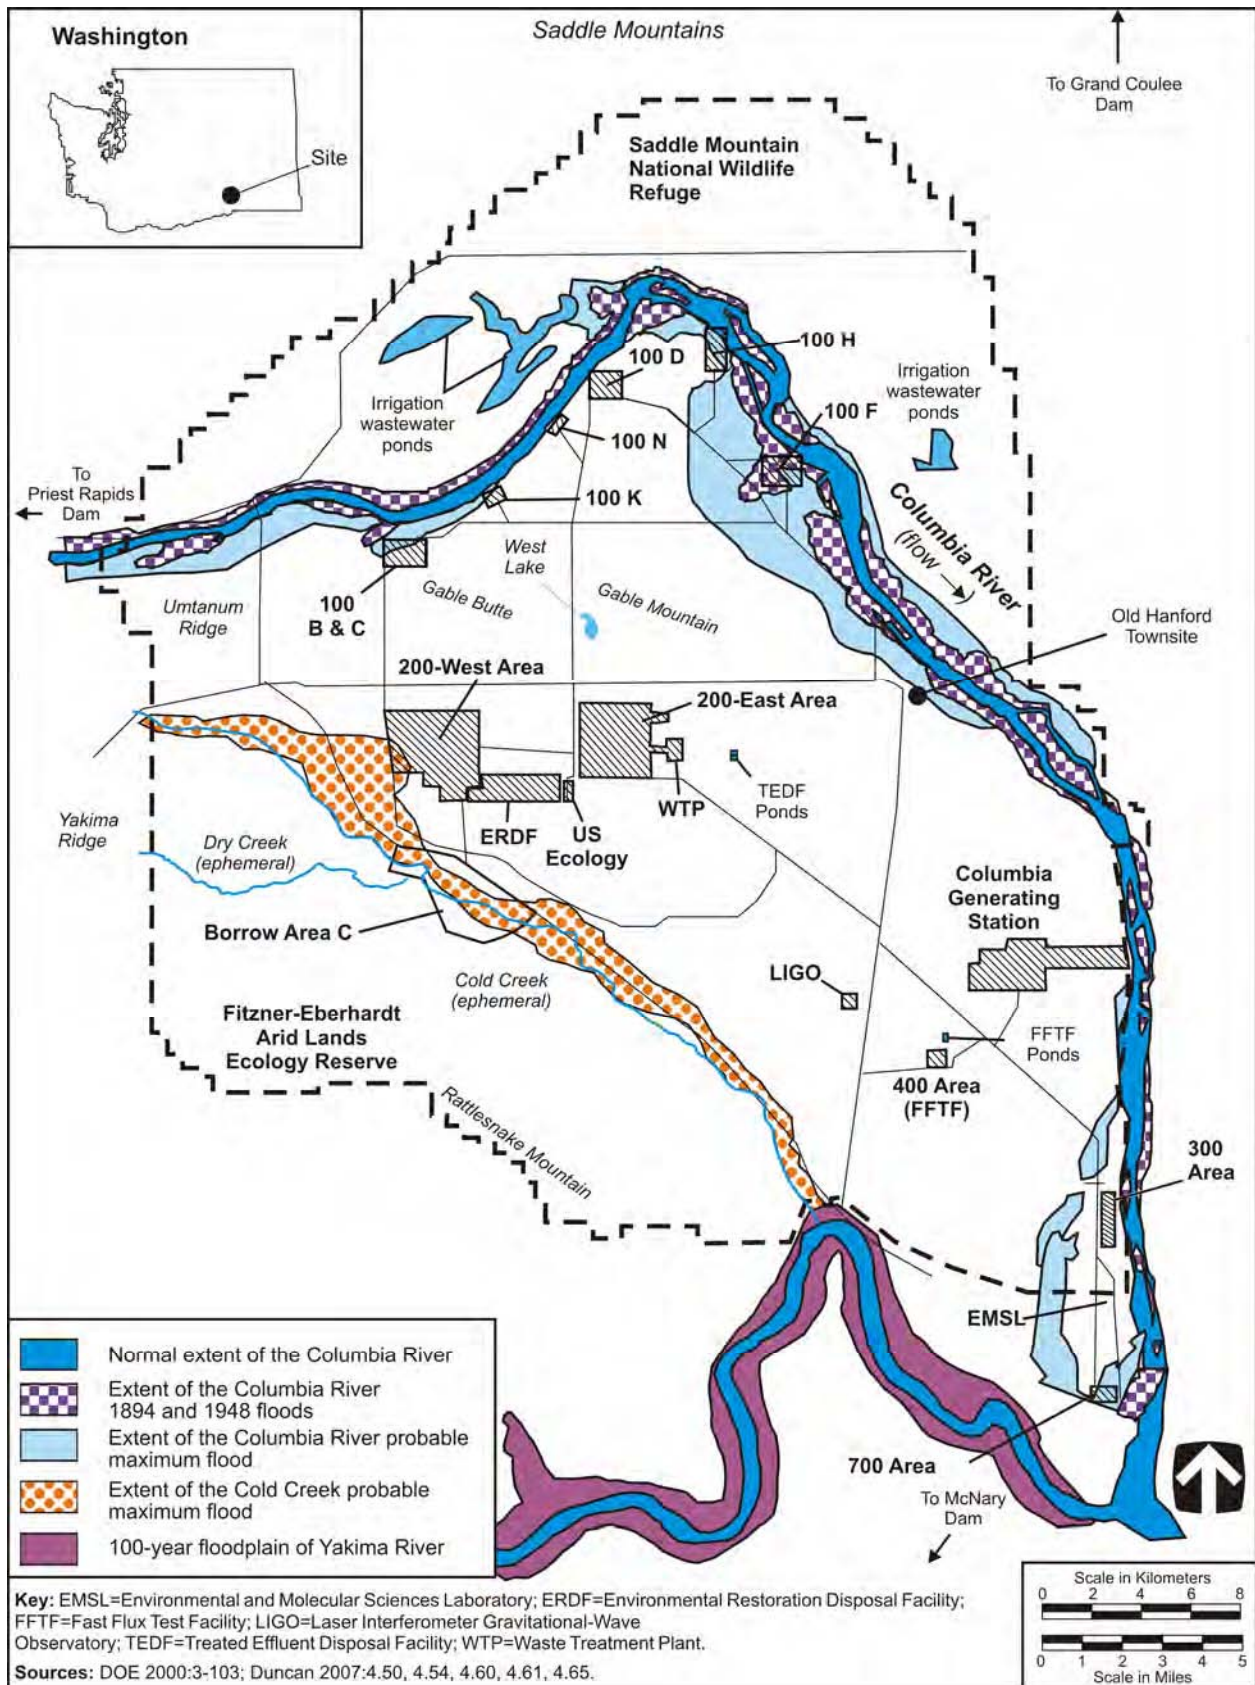 Washington
Site
Saddle Mountains
To Grand Coulee
Dam
Saddle Mountain
National Wildlife
Refuge
100 H
100 D
Irrigation
wastewater
ponds
Irrigation
wastewater
ponds
100 F
100 N
To
Priest Rapids
Dam
100 K
Columbia River
(flow
West
Lake
Umtanum
Ridge
100
B & C
Gable Butte
Gable Mountain
Old Hanford
Townsite
200-West Area
200-East Area
Yakima
Ridge
Dry Creek
(ephemeral)
ERDF
US
Ecology
WTP
TEDF
Ponds
Columbia
Generating
Station
Borrow Area C
Cold Creek
(ephemeral)
LIGO
Fitzner-Eberhardt
Arid Lands
Ecology Reserve
FFTF
Ponds
400 Area
(FFTF)
Rattlesnake Mountain
300
Area
EMSL
700 Area
To McNary
Dam
Normal extent of the Columbia River
Extent of the Columbia River
1894 and 1948 floods
Extent of the Columbia River probable
maximum flood
Extent of the Cold Creek probable
maximum flood
100-year floodplain of Yakima River
Scale in Kilometers
0 2 4 6 8
0 1 2 3 4 5
Scale in Miles
Key: EMSL=Environmental and Molecular Sciences Laboratory; ERDF=Environmental Restoration Disposal Facility;
FFTF=Fast Flux Test Facility; LIGO=Laser Interferometer Gravitational-Wave
Observatory; TEDF=Treated Effluent Disposal Facility; WTP=Waste Treatment Plant.
Sources: DOE 2000:3-103; Duncan 2007:4.50, 4.54, 4.60, 4.61, 4.65.